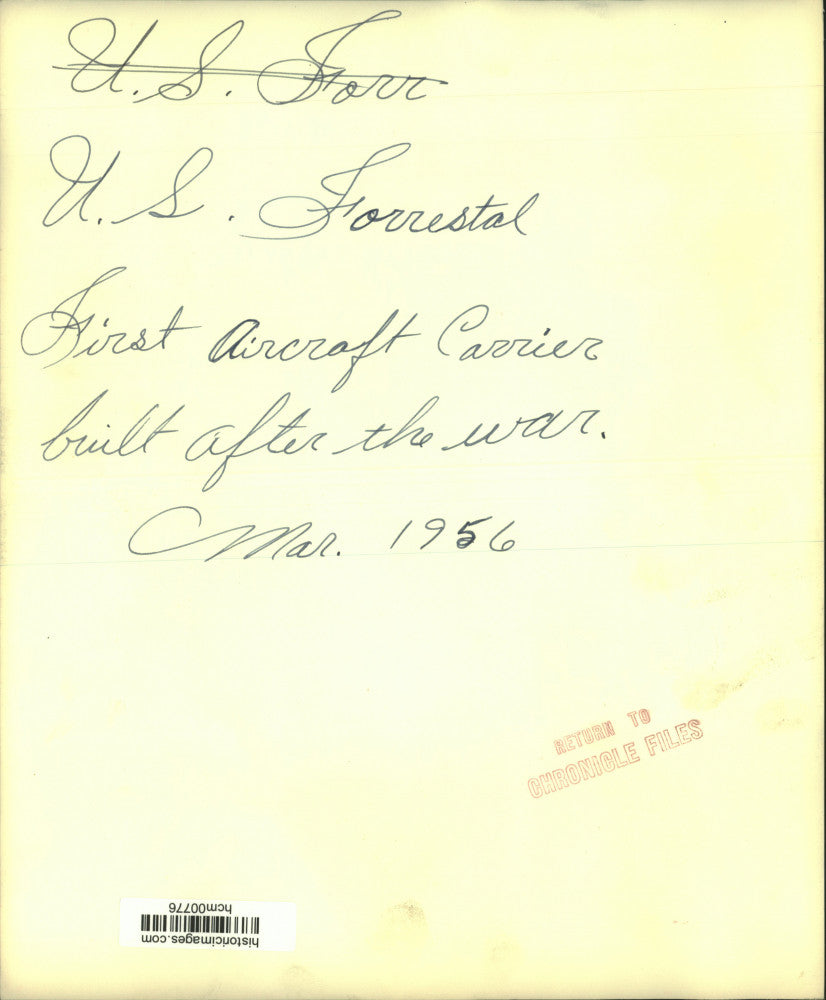 U. S. Forr
U. S. Forrestal
First Aircraft Carrier
built after the war.
Mar. 1956
RETURN TO
CHRONICLE FILES
historicimages.com
hcm00776